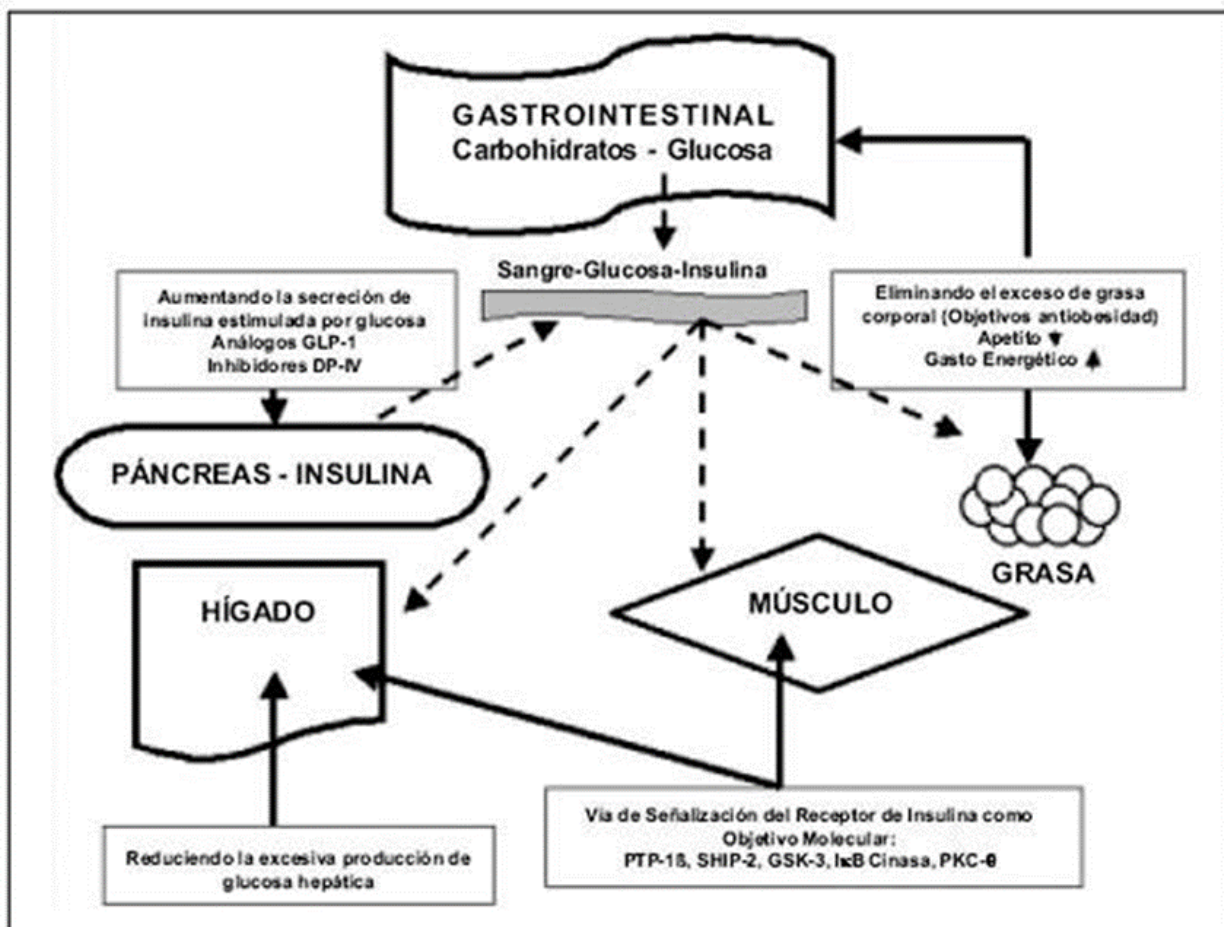 GASTROINTESTINAL
Carbohidratos - Glucosa
Sangre-Glucosa-Insulina
Aumentando la secreción de
insulina estimulada por glucosa
Análogos GLP-1
Inhibidores DP-IV
Eliminando el exceso de grasa
corporal (Objetivos antiobesidad)
Apetito
Gasto Energético
PÁNCREAS - INSULINA
GRASA
HÍGADO
MÚSCULO
Vía de Señalización del Receptor de Insulina como
Objetivo Molecular:
PTP-1ß, SHIP-2, GSK-3, IκB Cinasa, PKC-θ
Reduciendo la excesiva producción de
glucosa hepática